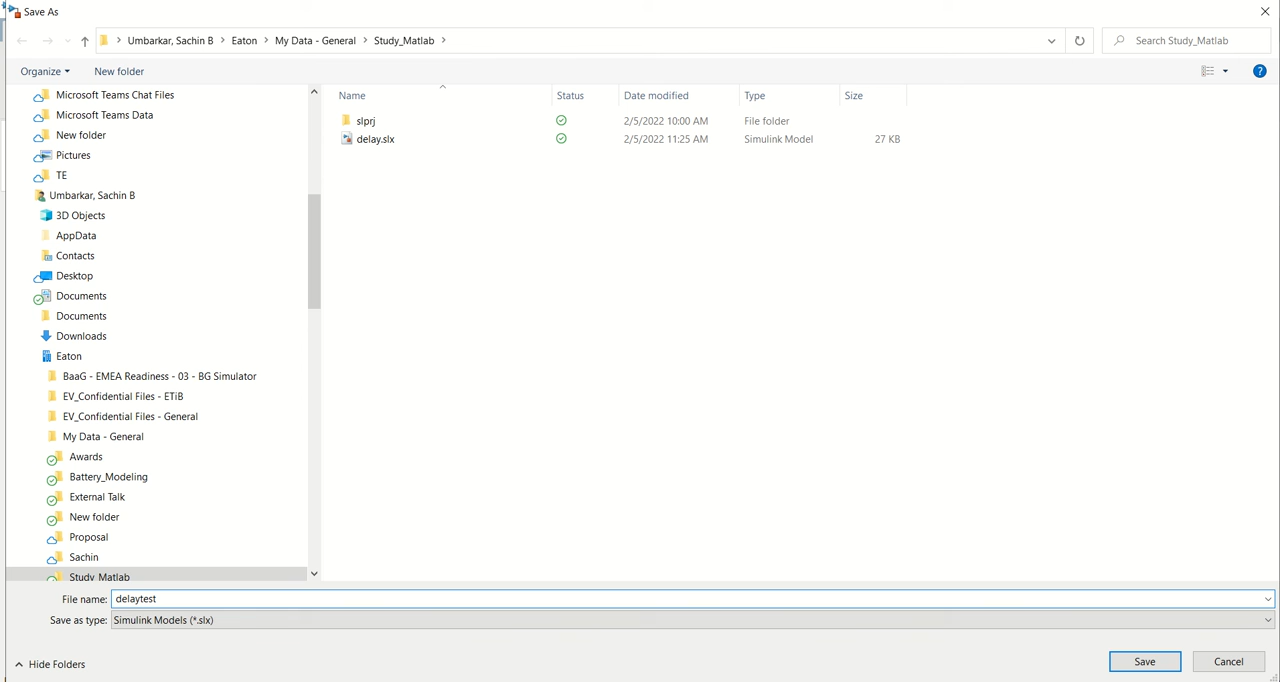 Save As
Umbarkar, Sachin B > Eaton > My Data - General > Study_Matlab >
Search Study_Matlab
Organize
New folder
Microsoft Teams Chat Files
Microsoft Teams Data
New folder
Pictures
TE
Umbarkar, Sachin B
3D Objects
AppData
Contacts
Desktop
Documents
Documents
Downloads
Eaton
BaaG - EMEA Readiness - 03 - BG Simulator
EV_Confidential Files - ETiB
EV_Confidential Files - General
My Data - General
Awards
Battery_Modeling
External Talk
New folder
Proposal
Sachin
Study_Matlab
Name Status Date modified Type Size
slprj 2/5/2022 10:00 AM File folder
delay.slx 2/5/2022 11:25 AM Simulink Model 27 KB
File name: delaytest
Save as type: Simulink Models (*.slx)
Hide Folders
Save
Cancel